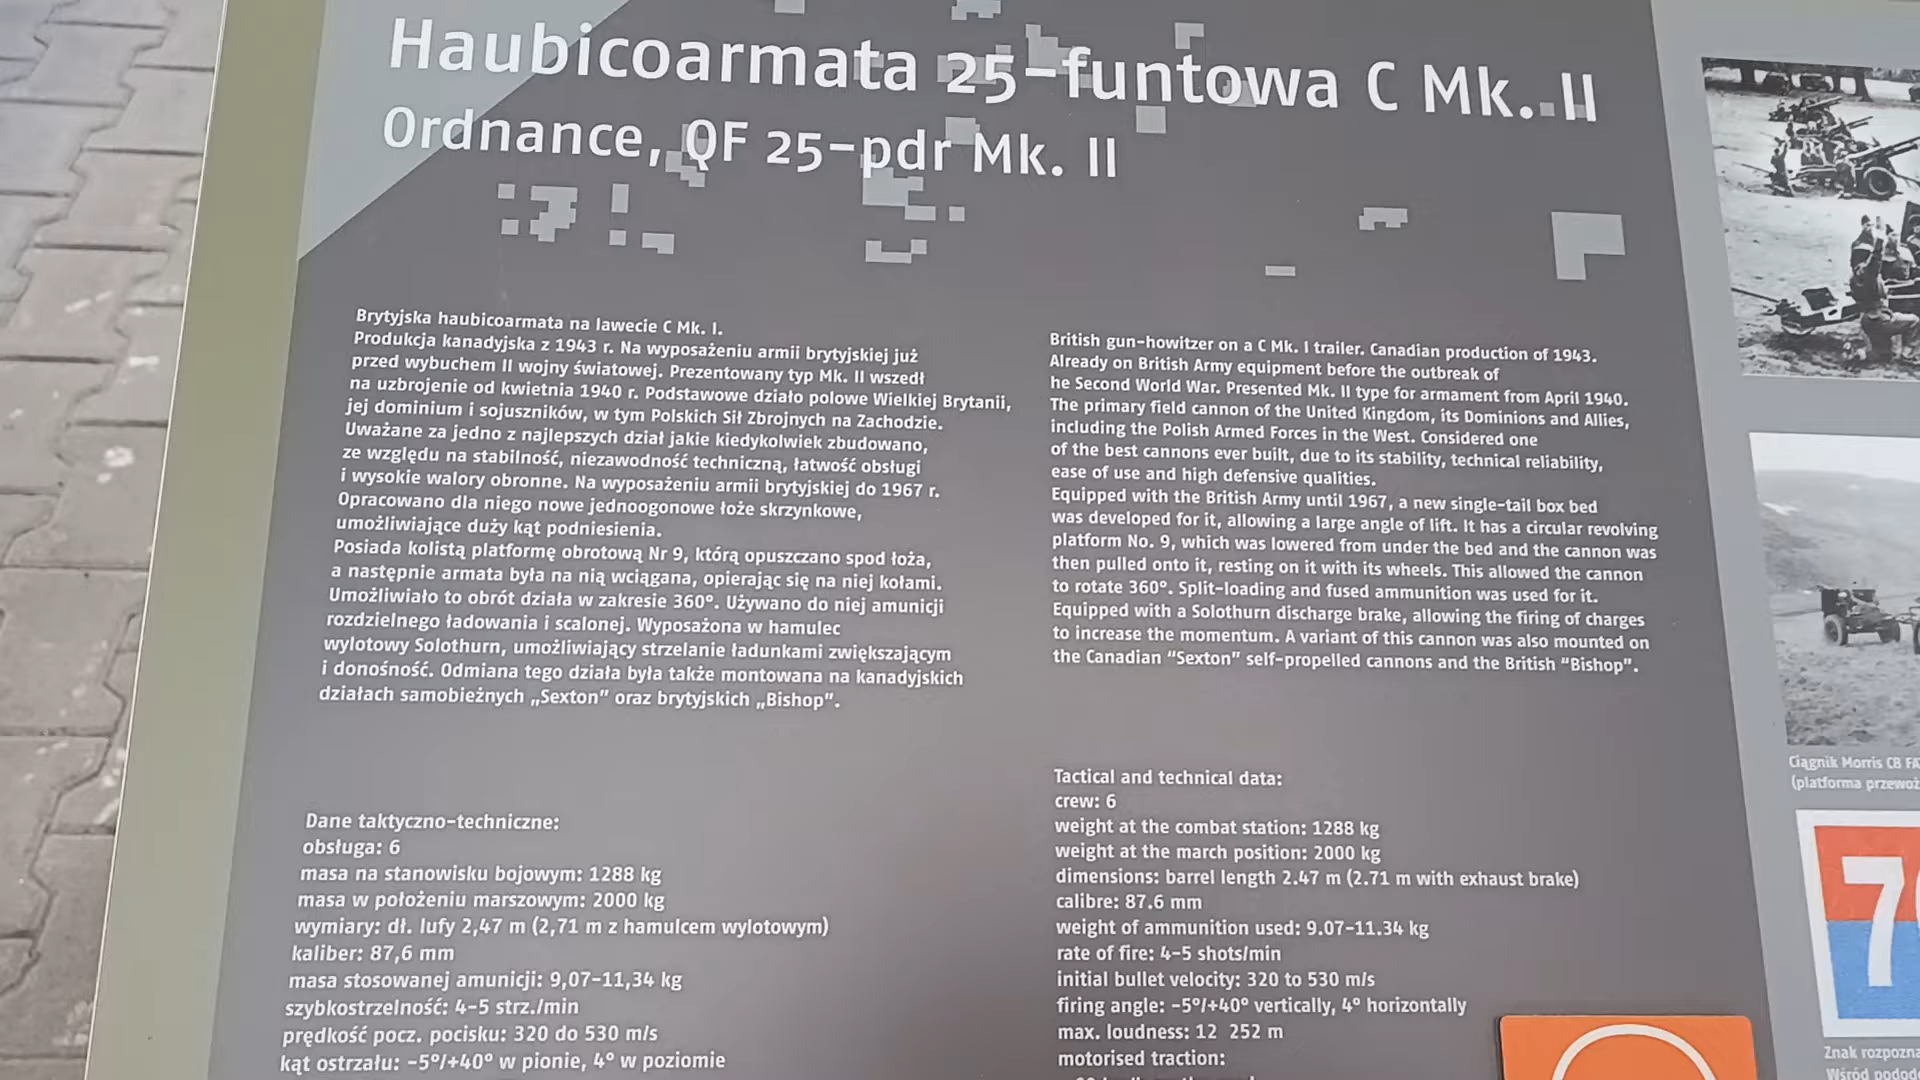 Haubicoarmata 25-funtowa C Mk. II
Ordnance, QF 25-pdr Mk. II
Brytyjska haubicoarmata na lawecie C Mk. I.
Produkcja kanadyjska z 1943 r. Na wyposażeniu armii brytyjskiej już
przed wybuchem II wojny światowej. Prezentowany typ Mk. II wszedł
na uzbrojenie od kwietnia 1940 r. Podstawowe działo polowe Wielkiej Brytanii,
jej dominium i sojuszników, w tym Polskich Sił Zbrojnych na Zachodzie.
Uważane za jedno z najlepszych dział jakie kiedykolwiek zbudowano,
ze względu na stabilność, niezawodność techniczną, łatwość obsługi
i wysokie walory obronne. Na wyposażeniu armii brytyjskiej do 1967 r.
Opracowano dla niego nowe jednoogonowe łoże skrzynkowe,
umożliwiające duży kąt podniesienia.
Posiada kolistą platformę obrotową Nr 9, którą opuszczano spod łoża,
a następnie armata była na nią wciągana, opierając się na niej kołami.
Umożliwiało to obrót działa w zakresie 360°. Używano do niej amunicji
rozdzielnego ładowania i scalonej. Wyposażona w hamulec
wylotowy Solothurn, umożliwiający strzelanie ładunkami zwiększającym
i donośność. Odmiana tego działa była także montowana na kanadyjskich
działach samobieżnych „Sexton" oraz brytyjskich „Bishop".
Dane taktyczno-techniczne:
obsługa: 6
masa na stanowisku bojowym: 1288 kg
masa w położeniu marszowym: 2000 kg
wymiary: dł. lufy 2,47 m (2,71 m z hamulcem wylotowym)
kaliber: 87,6 mm
masa stosowanej amunicji: 9,07-11,34 kg
szybkostrzelność: 4-5 strz./min
prędkość pocz. pocisku: 320 do 530 m/s
kąt ostrzału: -5°/+40° w pionie, 4° w poziomie
British gun-howitzer on a C Mk. I trailer. Canadian production of 1943.
Already on British Army equipment before the outbreak of
he Second World War. Presented Mk. II type for armament from April 1940.
The primary field cannon of the United Kingdom, its Dominions and Allies,
including the Polish Armed Forces in the West. Considered one
of the best cannons ever built, due to its stability, technical reliability,
ease of use and high defensive qualities.
Equipped with the British Army until 1967, a new single-tail box bed
was developed for it, allowing a large angle of lift. It has a circular revolving
platform No. 9, which was lowered from under the bed and the cannon was
then pulled onto it, resting on it with its wheels. This allowed the cannon
to rotate 360°. Split-loading and fused ammunition was used for it.
Equipped with a Solothurn discharge brake, allowing the firing of charges
to increase the momentum. A variant of this cannon was also mounted on
the Canadian "Sexton" self-propelled cannons and the British "Bishop".
Tactical and technical data:
crew: 6
weight at the combat station: 1288 kg
weight at the march position: 2000 kg
dimensions: barrel length 2.47 m (2.71 m with exhaust brake)
calibre: 87.6 mm
weight of ammunition used: 9.07-11.34 kg
rate of fire: 4-5 shots/min
initial bullet velocity: 320 to 530 m/s
firing angle: -5°/+40° vertically, 4° horizontally
max. loudness: 12 252 m
motorised traction:
Ciągnik Morris C8
(platforma
7
Znak
Wśród